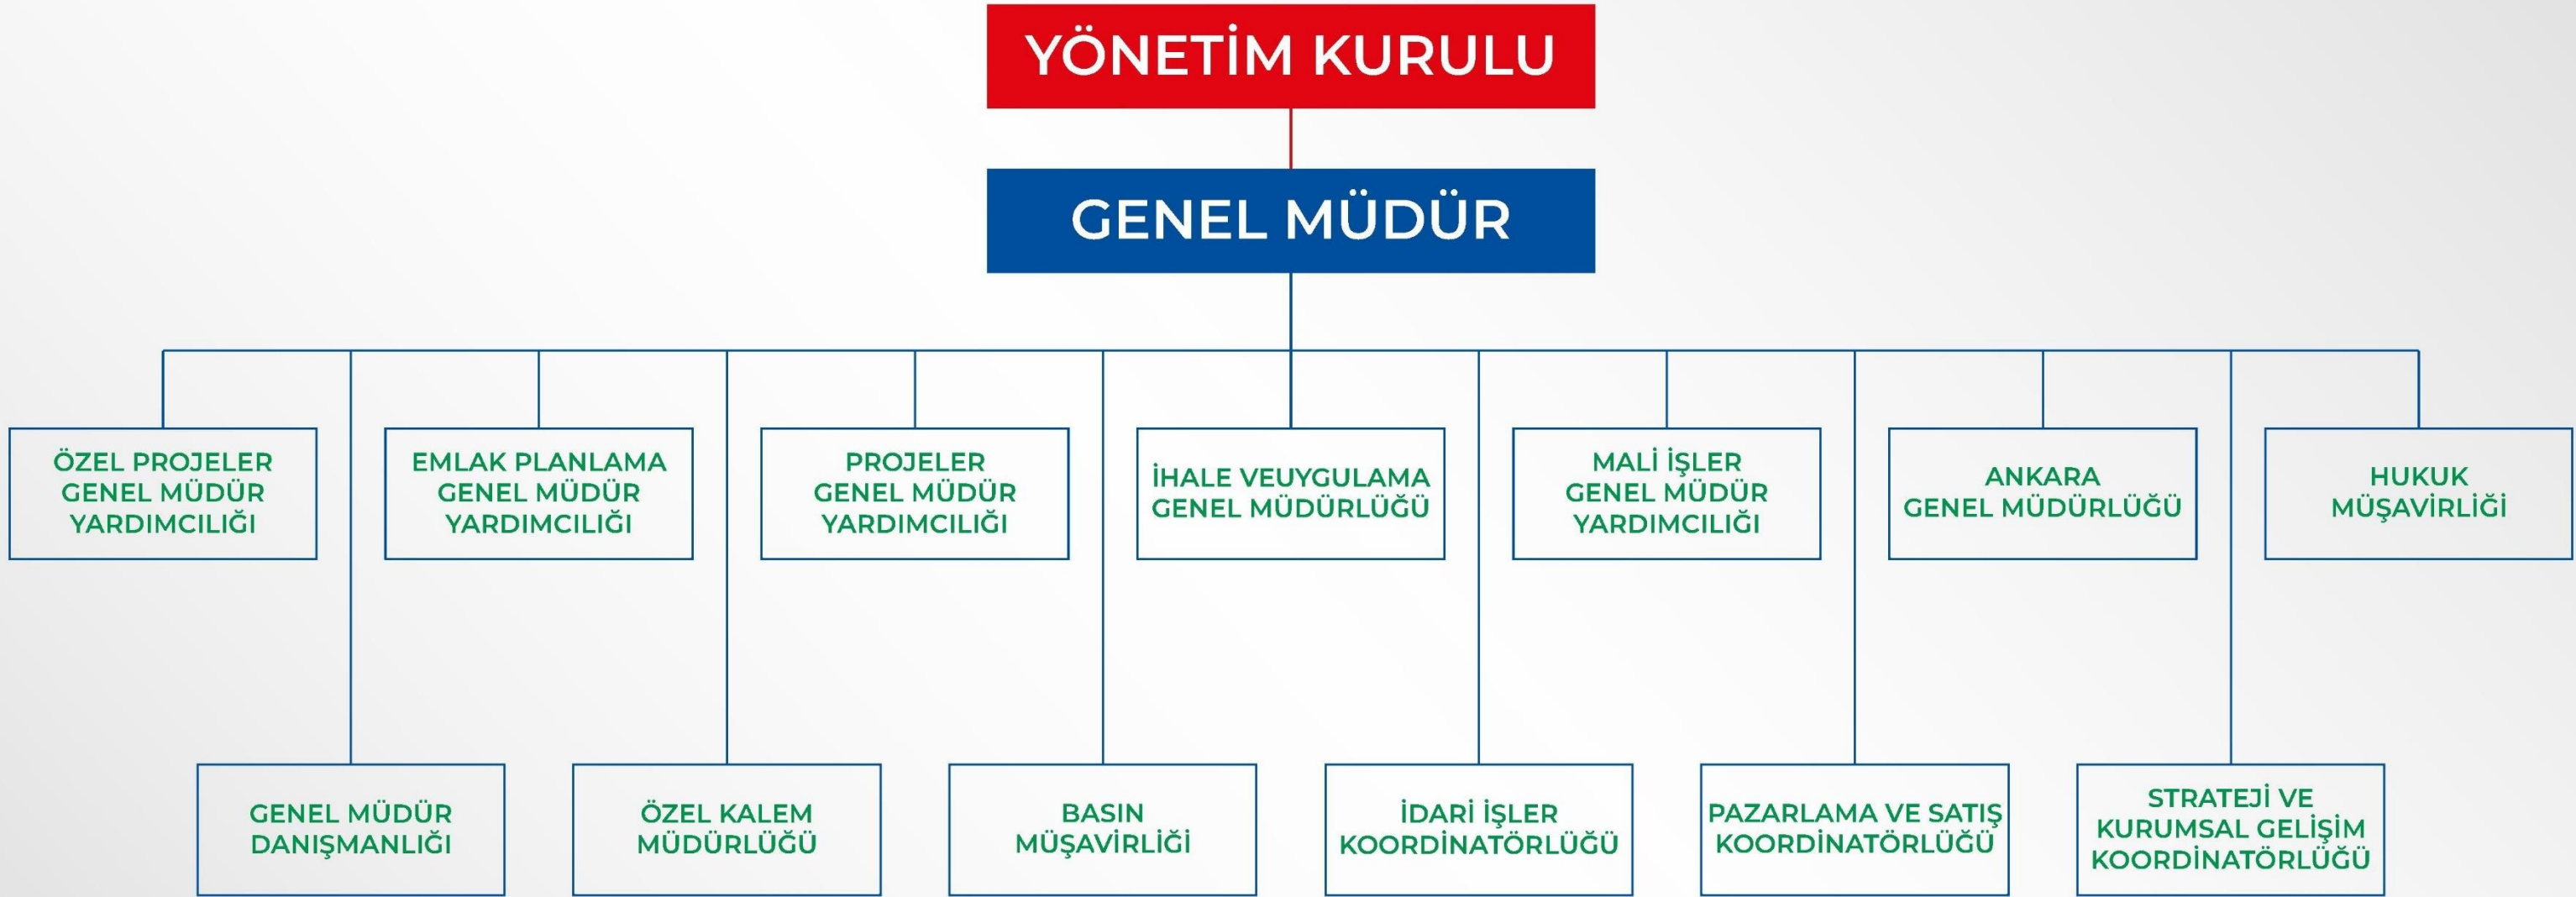 YÖNETİM KURULU
GENEL MÜDÜR
ÖZEL PROJELER
GENEL MÜDÜR
YARDIMCILIĞI
EMLAK PLANLAMA
GENEL MÜDÜR
YARDIMCILIĞI
PROJELER
GENEL MÜDÜR
YARDIMCILIĞI
İHALE VEUYGULAMA
GENEL MÜDÜRLÜĞÜ
MALİ İŞLER
GENEL MÜDÜR
YARDIMCILIĞI
ANKARA
GENEL MÜDÜRLÜĞÜ
HUKUK
MÜŞAVİRLİĞİ
GENEL MÜDÜR
DANIŞMANLIĞI
ÖZEL KALEM
MÜDÜRLÜĞÜ
BASIN
MÜŞAVİRLİĞİ
İDARİ İŞLER
KOORDİNATÖRLÜĞÜ
PAZARLAMA VE SATIŞ
KOORDİNATÖRLÜĞÜ
STRATEJİ VE
KURUMSAL GELİŞİM
KOORDİNATÖRLÜĞÜ